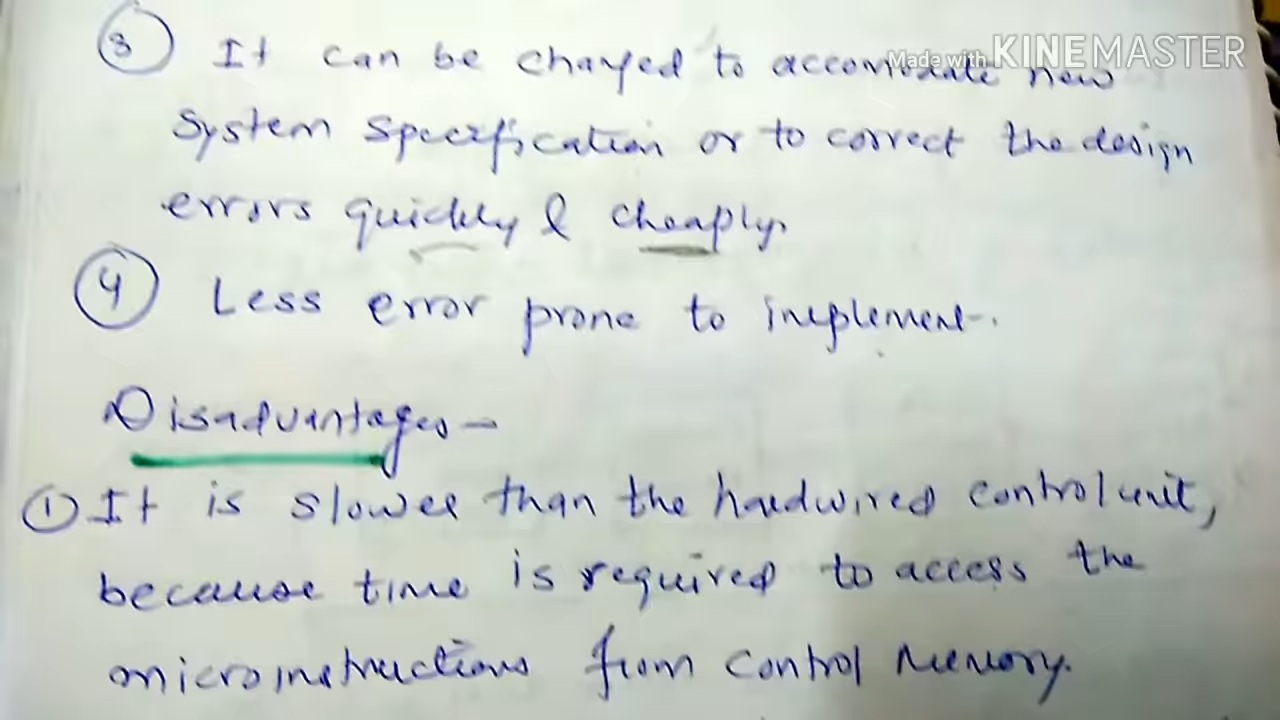 ③ It can be changed to accomodate new
Made with KINEMASTER
System specification or to correct the design
errors quickly & cheaply.
④ Less error prone to implement.
Disadvantages –
① It is slower than the hardwired control unit,
because time is required to access the
microinstructions from control memory.